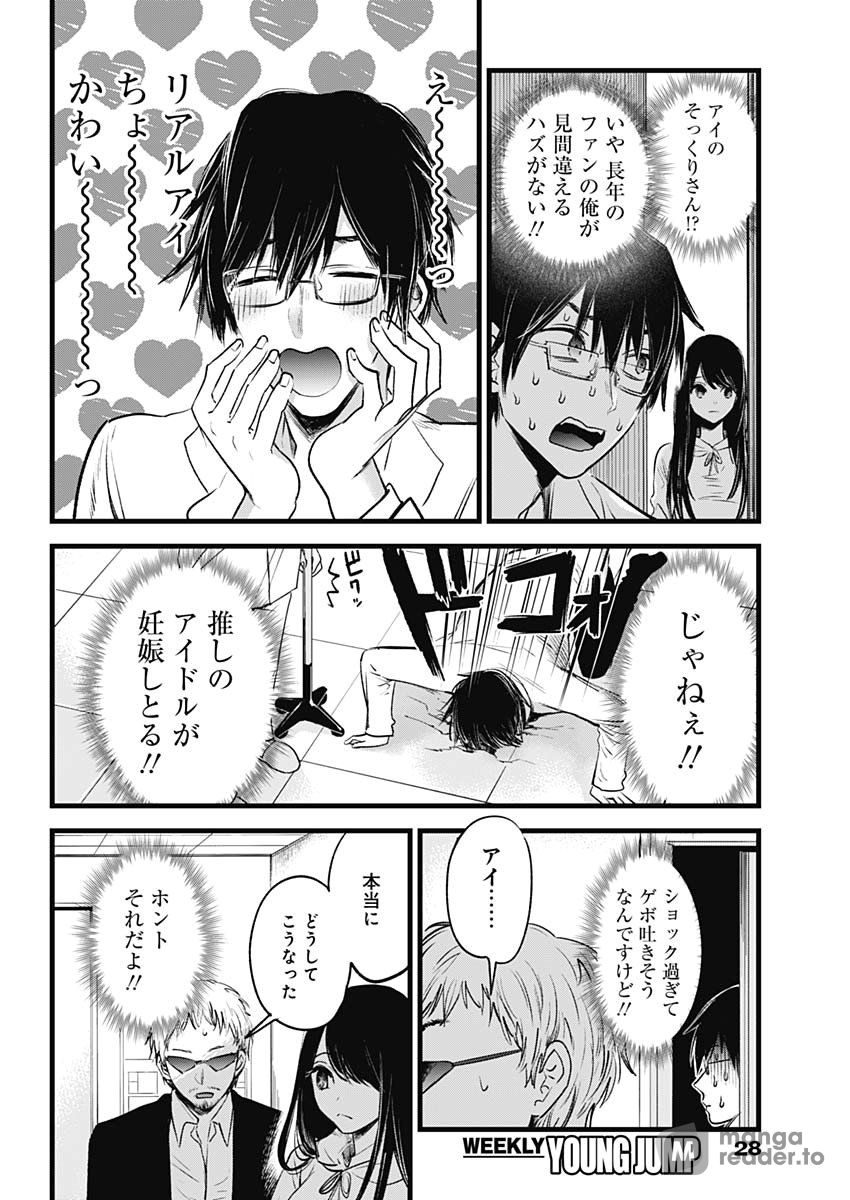 アイの
そっくりさん!?
いや 長年の
ファンの俺が
見間違える
ハズがない!!
え〜〜〜っ
リアルアイ
ちょ〜〜〜
かわい〜〜〜っ
じゃねぇ!!
ドコォ
ビクッ
推しの
アイドルが
妊娠しとる!!
ショック過ぎて
ゲボ吐きそう
なんですけど!!
アイ……
本当に
どうして
こうなった
ホント
それだよ!!
WEEKLY YOUNG JUMP
28
M manga
reader.to